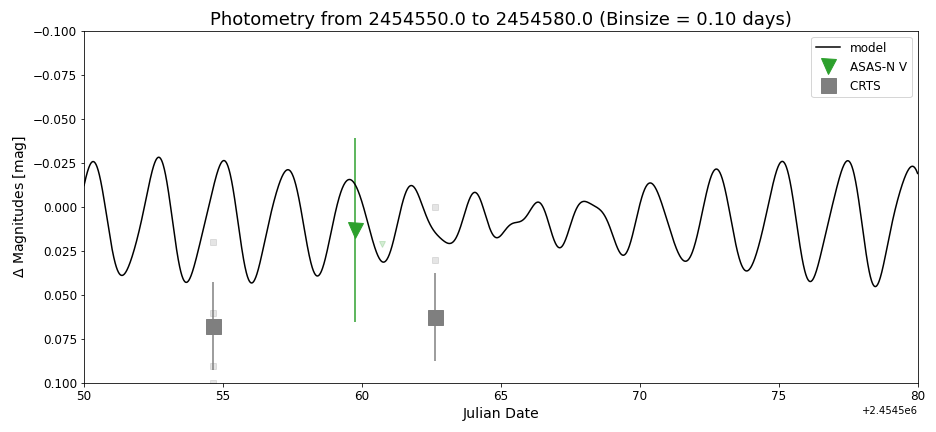 Photometry from 2454550.0 to 2454580.0 (Binsize = 0.10 days)
model
ASAS-N V
CRTS
Δ Magnitudes [mag]
−0.100
−0.075
−0.050
−0.025
0.000
0.025
0.050
0.075
0.100
50
55
60
65
70
75
80
Julian Date
+2.4545e6